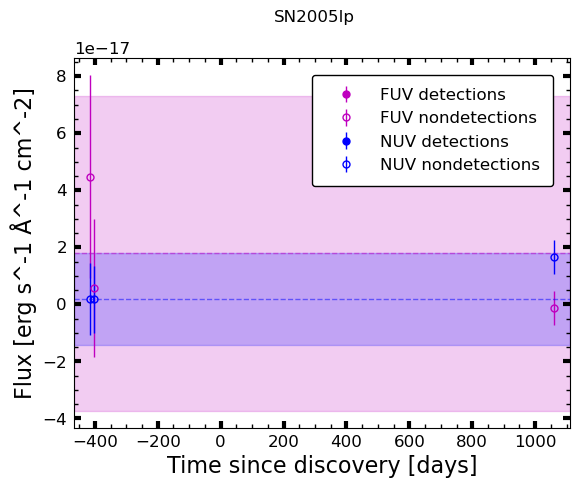 SN2005lp
1e−17
8
6
4
2
0
−2
−4
Flux [erg s^-1 Å^-1 cm^-2]
FUV detections
FUV nondetections
NUV detections
NUV nondetections
−400 −200 0 200 400 600 800 1000
Time since discovery [days]